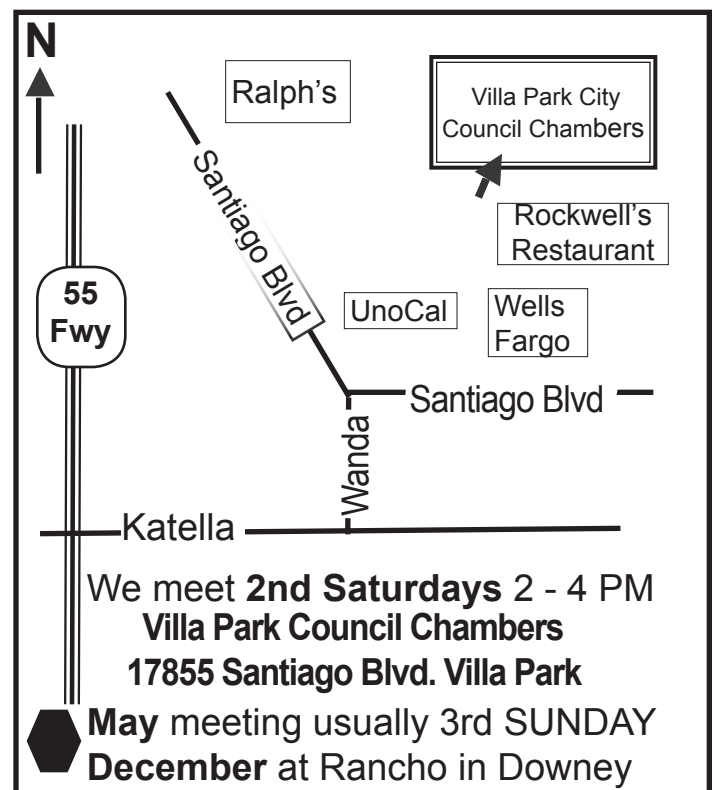 N
Ralph's
Villa Park City
Council Chambers
Santiago Blvd
Rockwell's
Restaurant
55
Fwy
UnoCal
Wells
Fargo
Santiago Blvd
Wanda
Katella
We meet 2nd Saturdays 2 - 4 PM
Villa Park Council Chambers
17855 Santiago Blvd. Villa Park
May meeting usually 3rd SUNDAY
December at Rancho in Downey